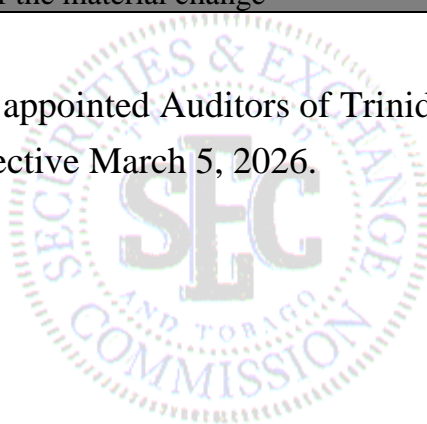 the material change
appointed Auditors of Trinid
ective March 5, 2026.
SECURITIES & EXCHANGE
SEC
AND TOBAGO
COMMISSION